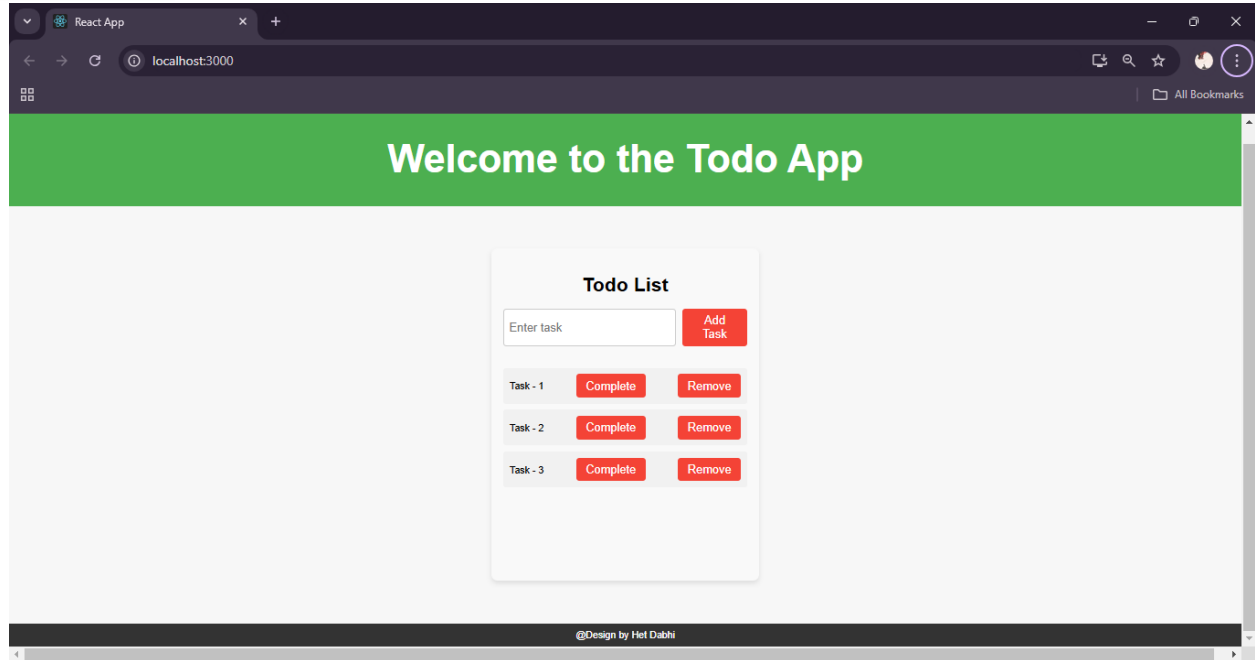 React App
localhost:3000
All Bookmarks
Welcome to the Todo App
Todo List
Enter task
Add
Task
Task - 1 Complete Remove
Task - 2 Complete Remove
Task - 3 Complete Remove
@Design by Het Dabhi